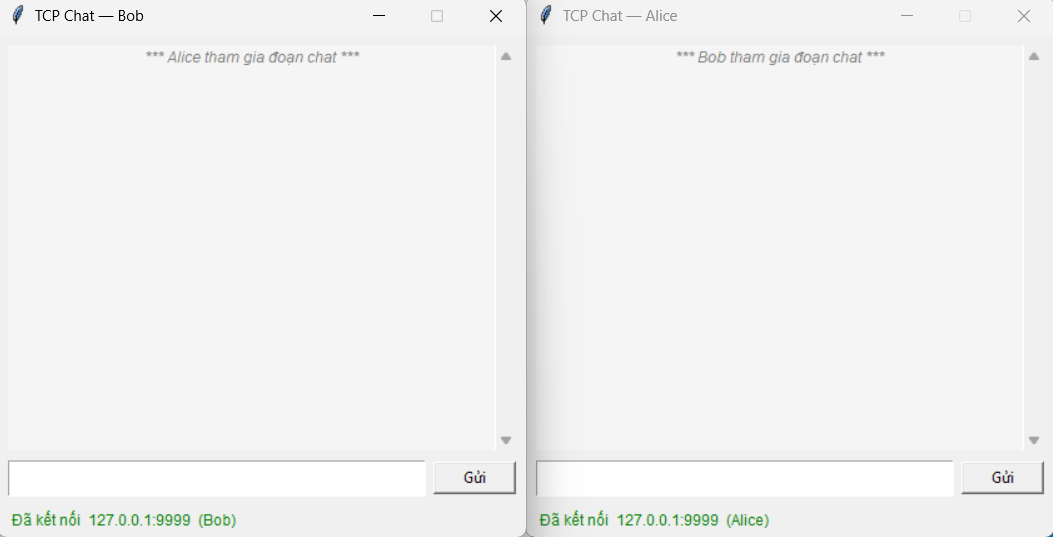 TCP Chat — Bob
*** Alice tham gia đoạn chat ***
Gửi
Đã kết nối 127.0.0.1:9999 (Bob)
TCP Chat — Alice
*** Bob tham gia đoạn chat ***
Gửi
Đã kết nối 127.0.0.1:9999 (Alice)